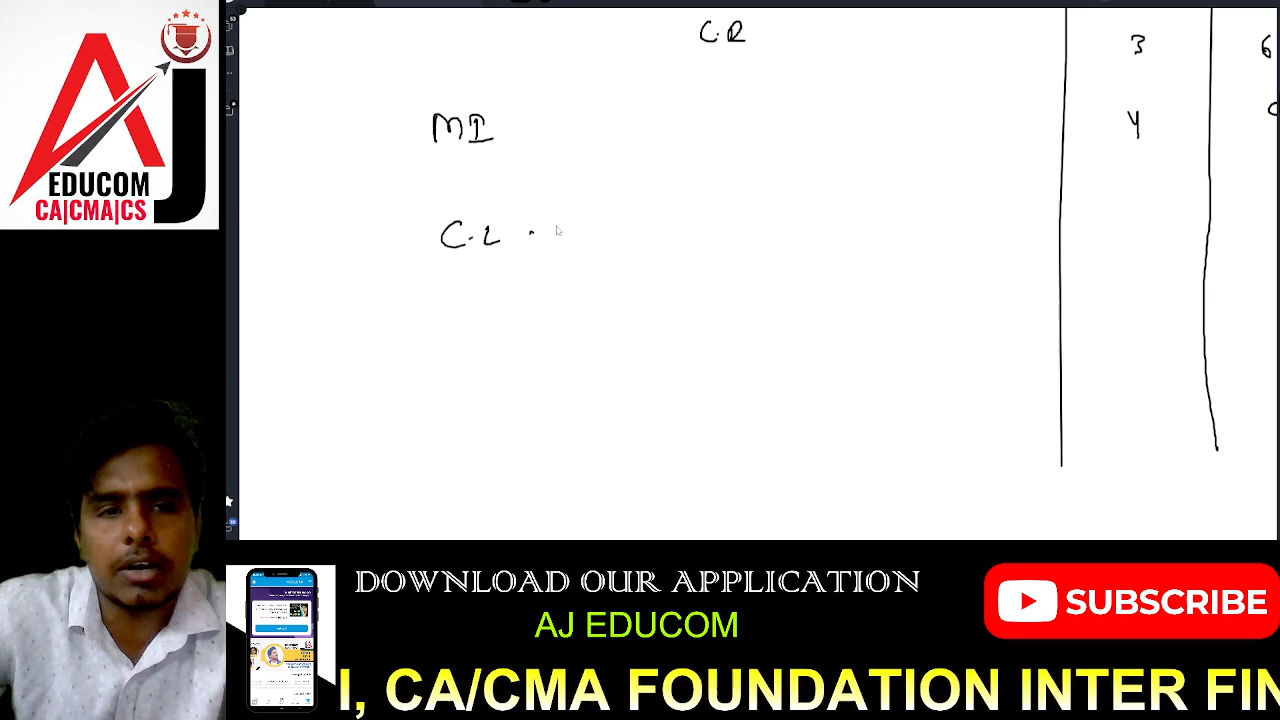 AJ
EDUCOM
CA|CMA|CS
C.R 3 6
MI 4
C.L .
DOWNLOAD OUR APPLICATION
AJ EDUCOM
SUBSCRIBE
I, CA/CMA FOUNDATION INTER FIN